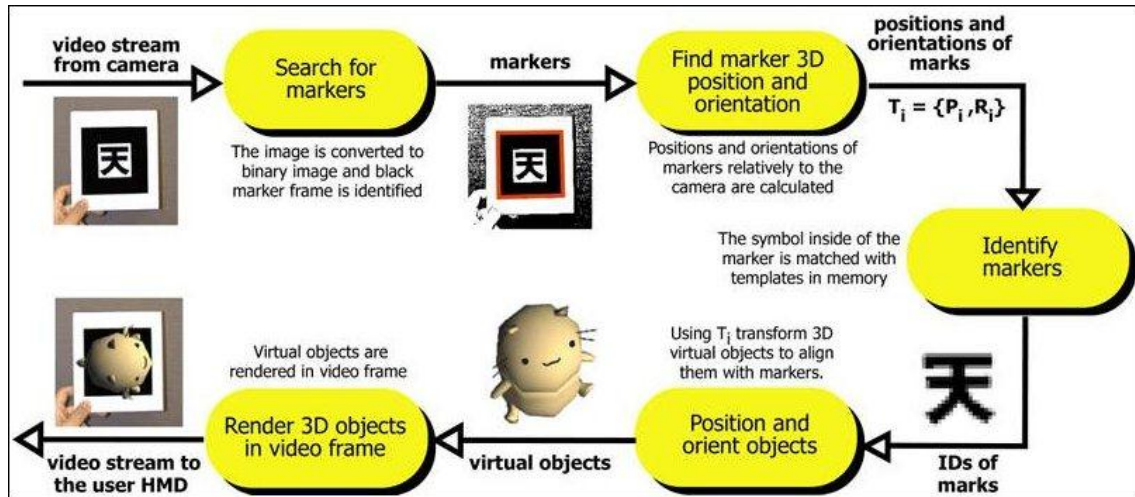 video stream
from camera
Search for
markers
The image is converted to
binary image and black
marker frame is identified
天
markers
天
Find marker 3D
position and
orientation
Positions and orientations of
markers relatively to the
camera are calculated
positions and
orientations of
marks
Ti = {Pi ,Ri}
Identify
markers
The symbol inside of the
marker is matched with
templates in memory
天
IDs of
marks
Using Ti transform 3D
virtual objects to align
them with markers.
Position and
orient objects
virtual objects
Virtual objects are
rendered in video frame
Render 3D objects
in video frame
video stream to
the user HMD